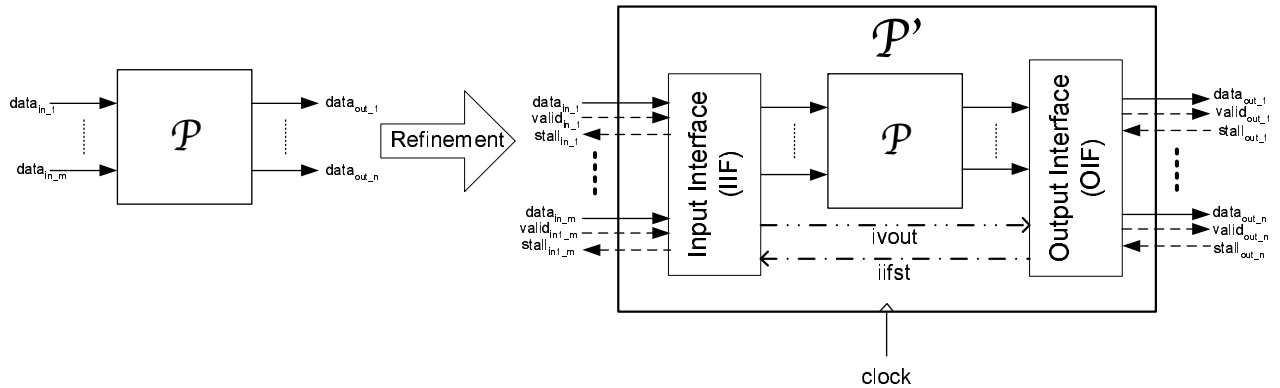 data_in_1
data_in_m
𝒫
data_out_1
data_out_n
Refinement
𝒫’
data_in_1
valid_in_1
stall_in_1
data_in_m
valid_in1_m
stall_in1_m
Input Interface
(IIF)
𝒫
ivout
iifst
Output Interface
(OIF)
data_out_1
valid_out_1
stall_out_1
data_out_n
valid_out_n
stall_out_n
clock